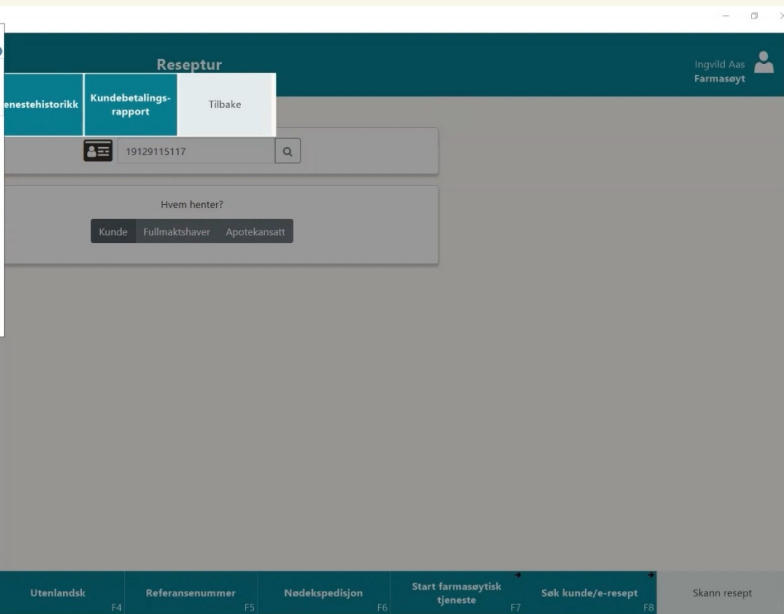 Reseptur
Ingvild Aas
Farmasøyt
enestehistorikk
Kundebetalings-
rapport
Tilbake
19129115117
Hvem henter?
Kunde Fullmaktshaver Apotekansatt
Utenlandsk F4
Referansenummer F5
Nødekspedisjon F6
Start farmasøytisk
tjeneste F7
Søk kunde/e-resept F8
Skann resept